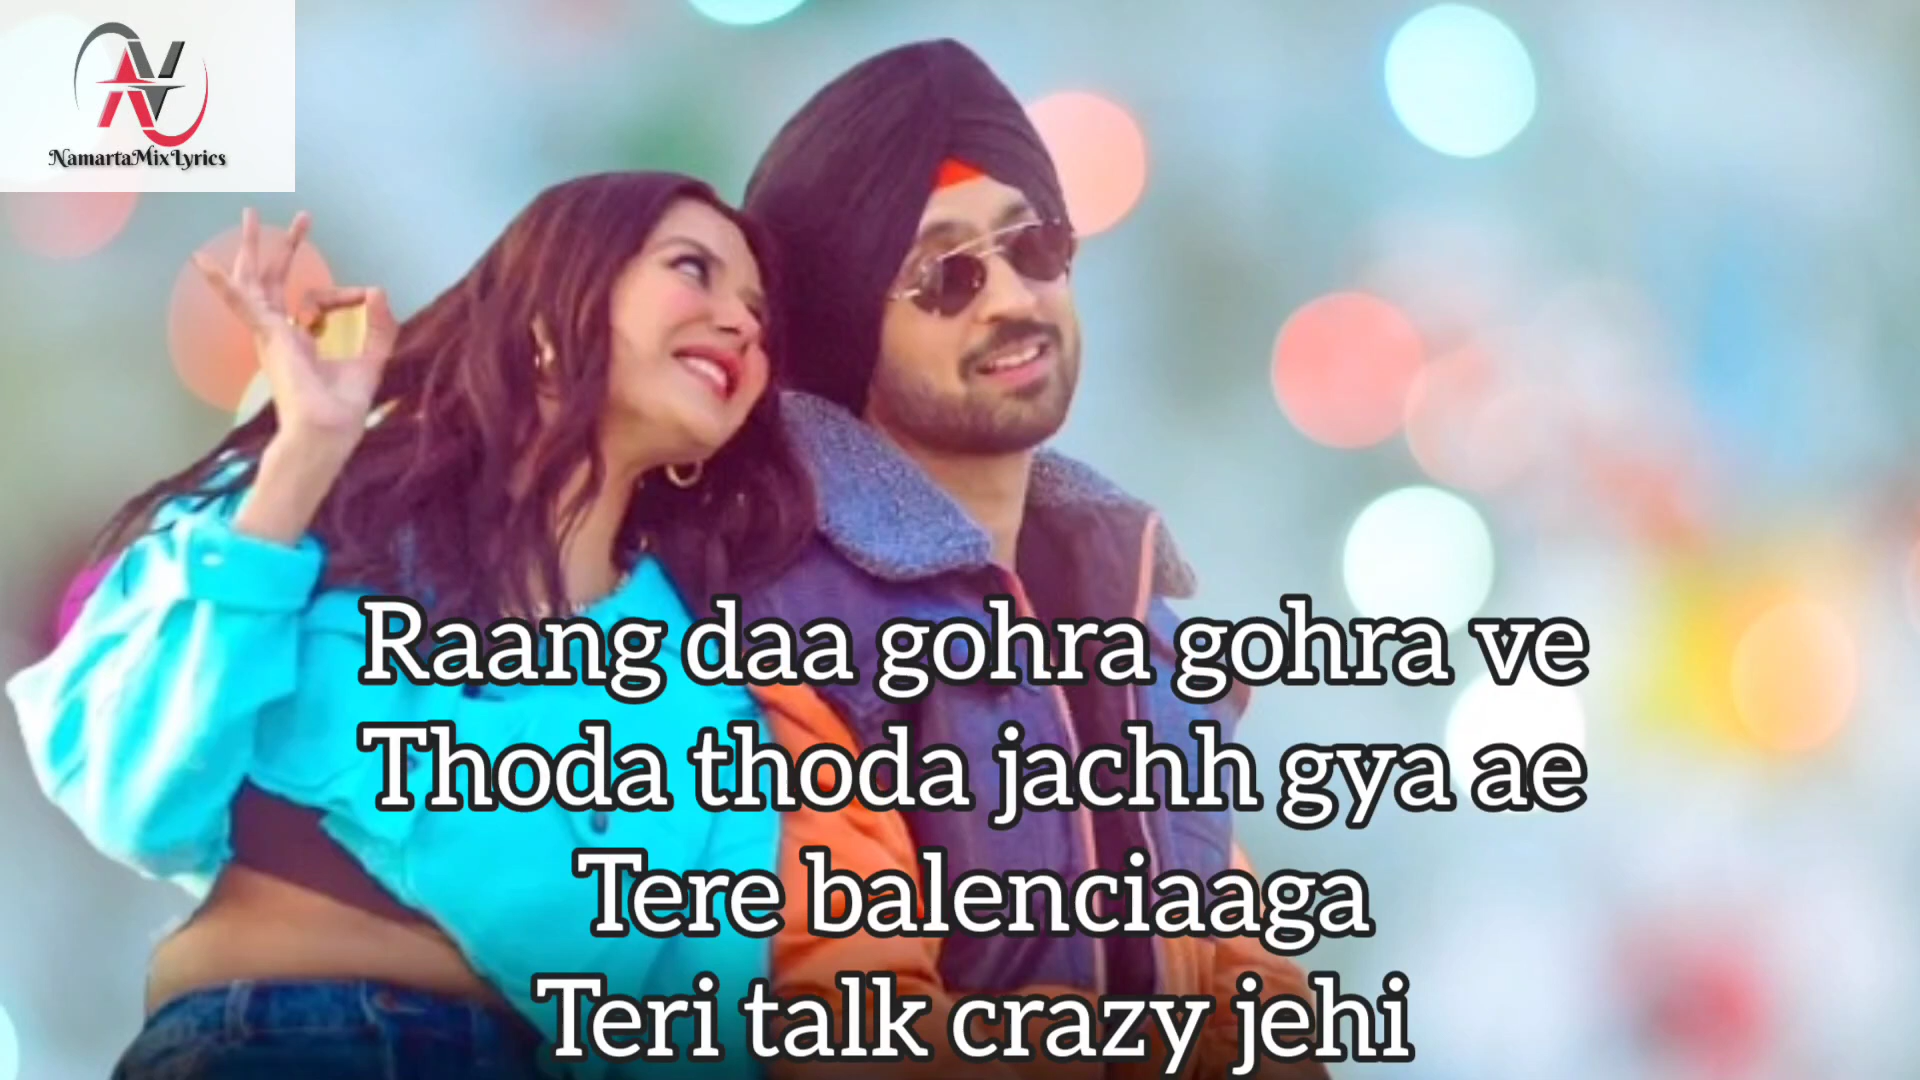 NamartaMixLyrics
Raang daa gohra gohra ve
Thoda thoda jachh gya ae
Tere balenciaaga
Teri talk crazy jehi